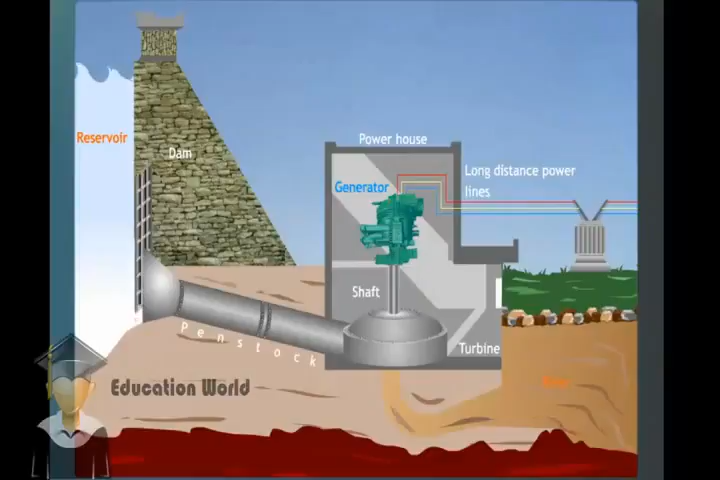 Power house
Reservoir
Dam
Long distance power
lines
Generator
Shaft
Penstock
Turbine
Education World